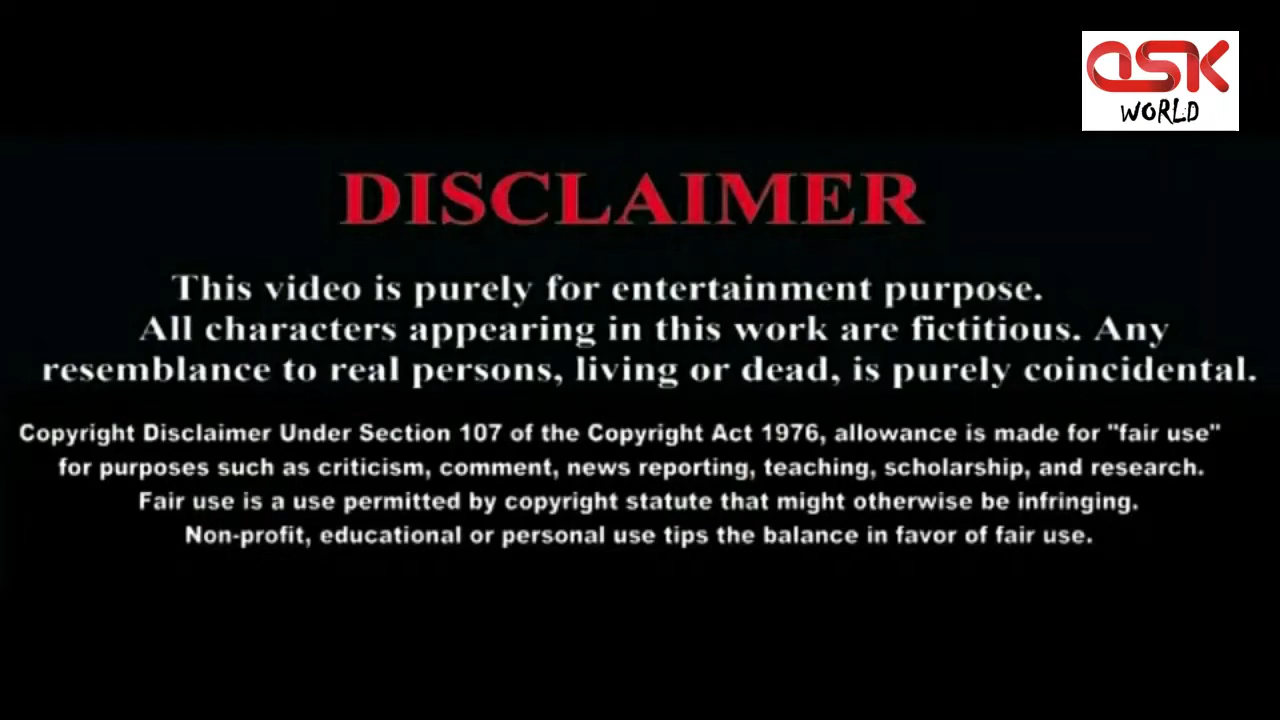 ASK
WORLD
DISCLAIMER
This video is purely for entertainment purpose.
All characters appearing in this work are fictitious. Any
resemblance to real persons, living or dead, is purely coincidental.
Copyright Disclaimer Under Section 107 of the Copyright Act 1976, allowance is made for "fair use"
for purposes such as criticism, comment, news reporting, teaching, scholarship, and research.
Fair use is a use permitted by copyright statute that might otherwise be infringing.
Non-profit, educational or personal use tips the balance in favor of fair use.